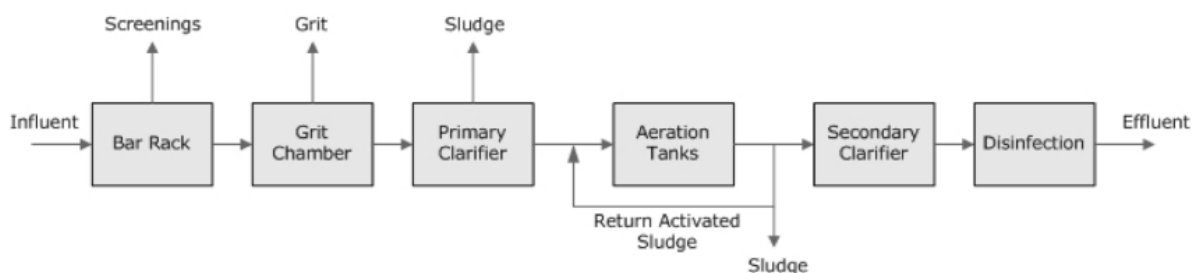 Screenings
Grit
Sludge
Influent
Bar Rack
Grit
Chamber
Primary
Clarifier
Aeration
Tanks
Secondary
Clarifier
Disinfection
Effluent
Return Activated
Sludge
Sludge